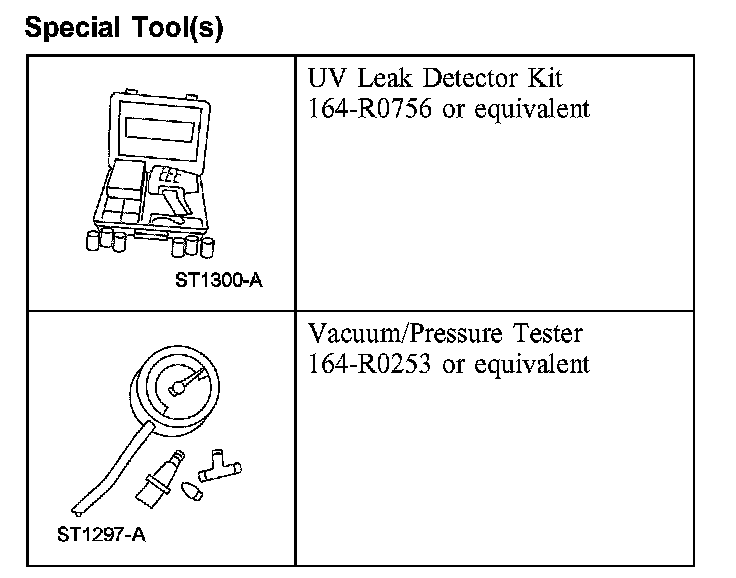 Special Tool(s)
UV Leak Detector Kit
164-R0756 or equivalent
ST1300-A
Vacuum/Pressure Tester
164-R0253 or equivalent
ST1297-A